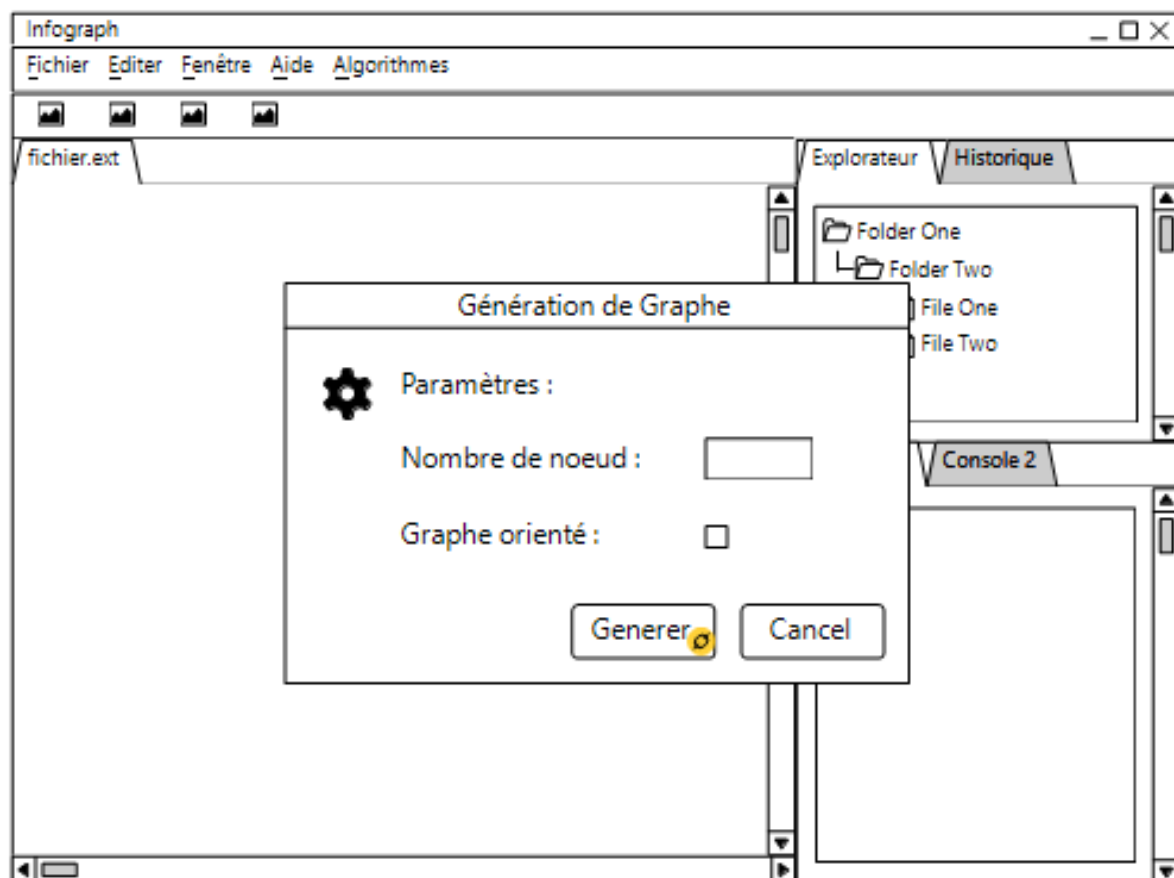 Infograph
Fichier Editer Fenêtre Aide Algorithmes
fichier.ext
Explorateur Historique
Folder One
Folder Two
File One
File Two
Génération de Graphe
Paramètres :
Nombre de noeud :
Graphe orienté :
Generer Cancel
Console 2